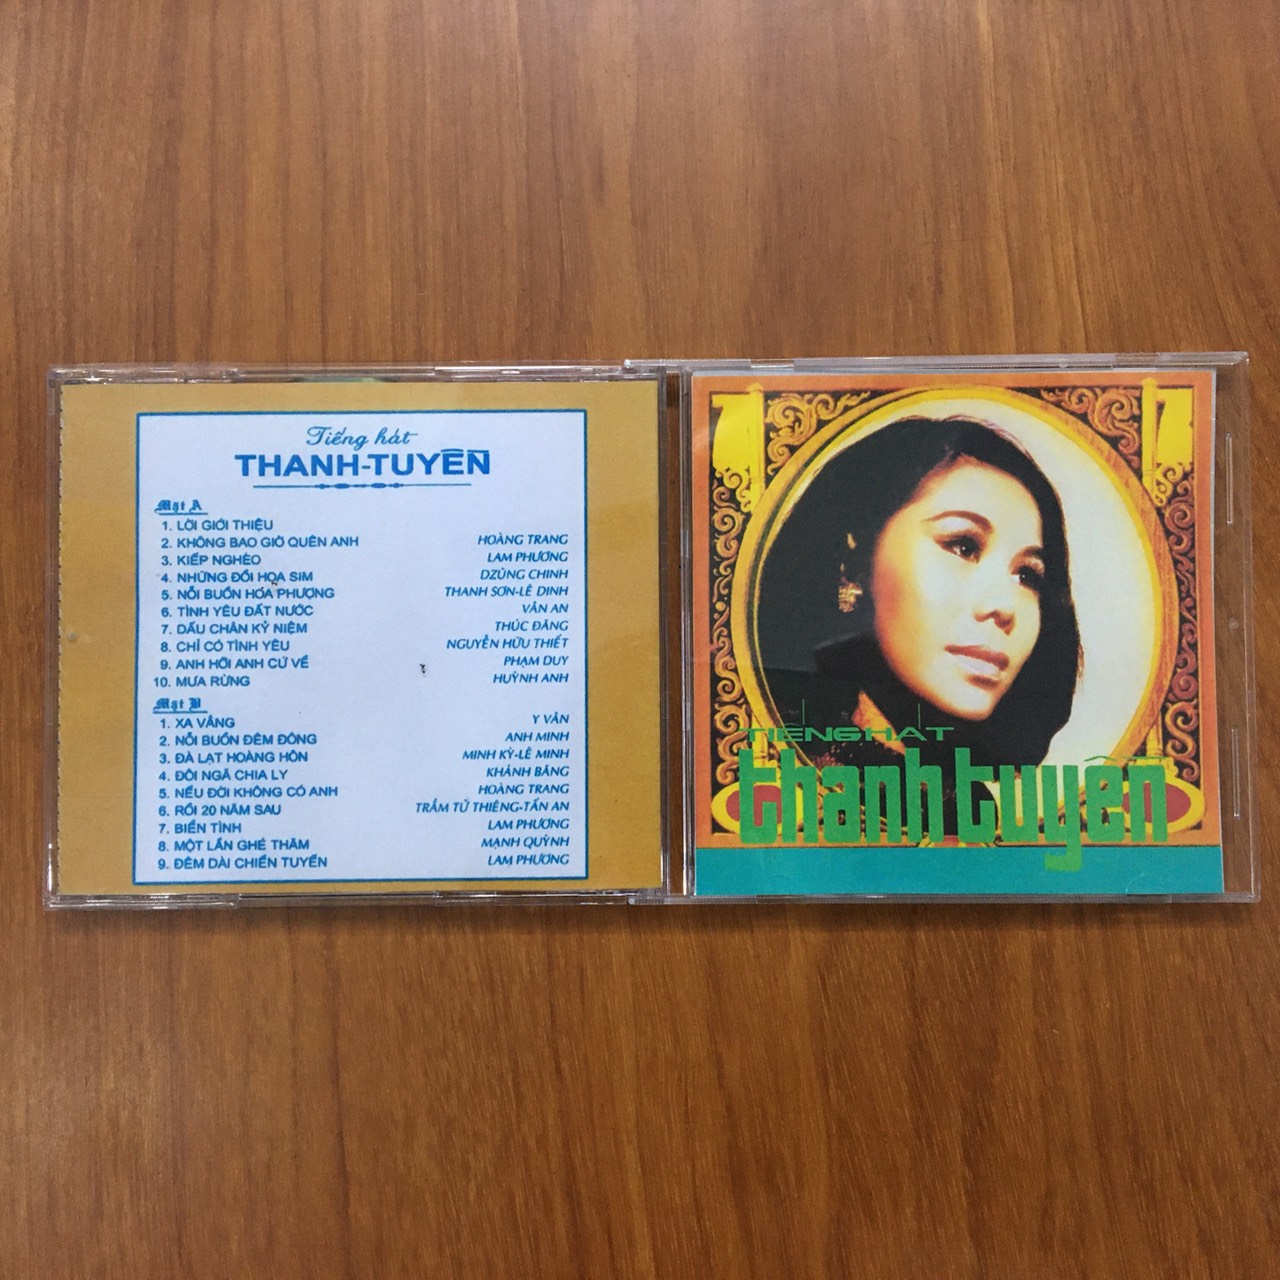 Tiếng hát
THANH-TUYỀN
Mặt A
1. LỜI GIỚI THIỆU
2. KHÔNG BAO GIỜ QUÊN ANH HOÀNG TRANG
3. KIẾP NGHÈO LAM PHƯƠNG
4. NHỮNG ĐỒI HOA SIM DZŨNG CHINH
5. NỖI BUỒN HOA PHƯỢNG THANH SƠN-LÊ DINH
6. TÌNH YÊU ĐẤT NƯỚC VÂN AN
7. DẤU CHÂN KỶ NIỆM THÚC ĐĂNG
8. CHỈ CÓ TÌNH YÊU NGUYỄN HỮU THIẾT
9. ANH HỠI ANH CỨ VỀ PHẠM DUY
10. MƯA RỪNG HUỲNH ANH
Mặt B
1. XA VẮNG Y VÂN
2. NỖI BUỒN ĐÊM ĐÔNG ANH MINH
3. ĐÀ LẠT HOÀNG HÔN MINH KỲ-LÊ MINH
4. ĐÔI NGÃ CHIA LY KHÁNH BĂNG
5. NẾU ĐỜI KHÔNG CÓ ANH HOÀNG TRANG
6. RỒI 20 NĂM SAU TRẦM TỬ THIÊNG-TẤN AN
7. BIỂN TÌNH LAM PHƯƠNG
8. MỘT LẦN GHÉ THĂM MẠNH QUỲNH
9. ĐÊM DÀI CHIẾN TUYẾN LAM PHƯƠNG
TIẾNG HÁT
thanh tuyền